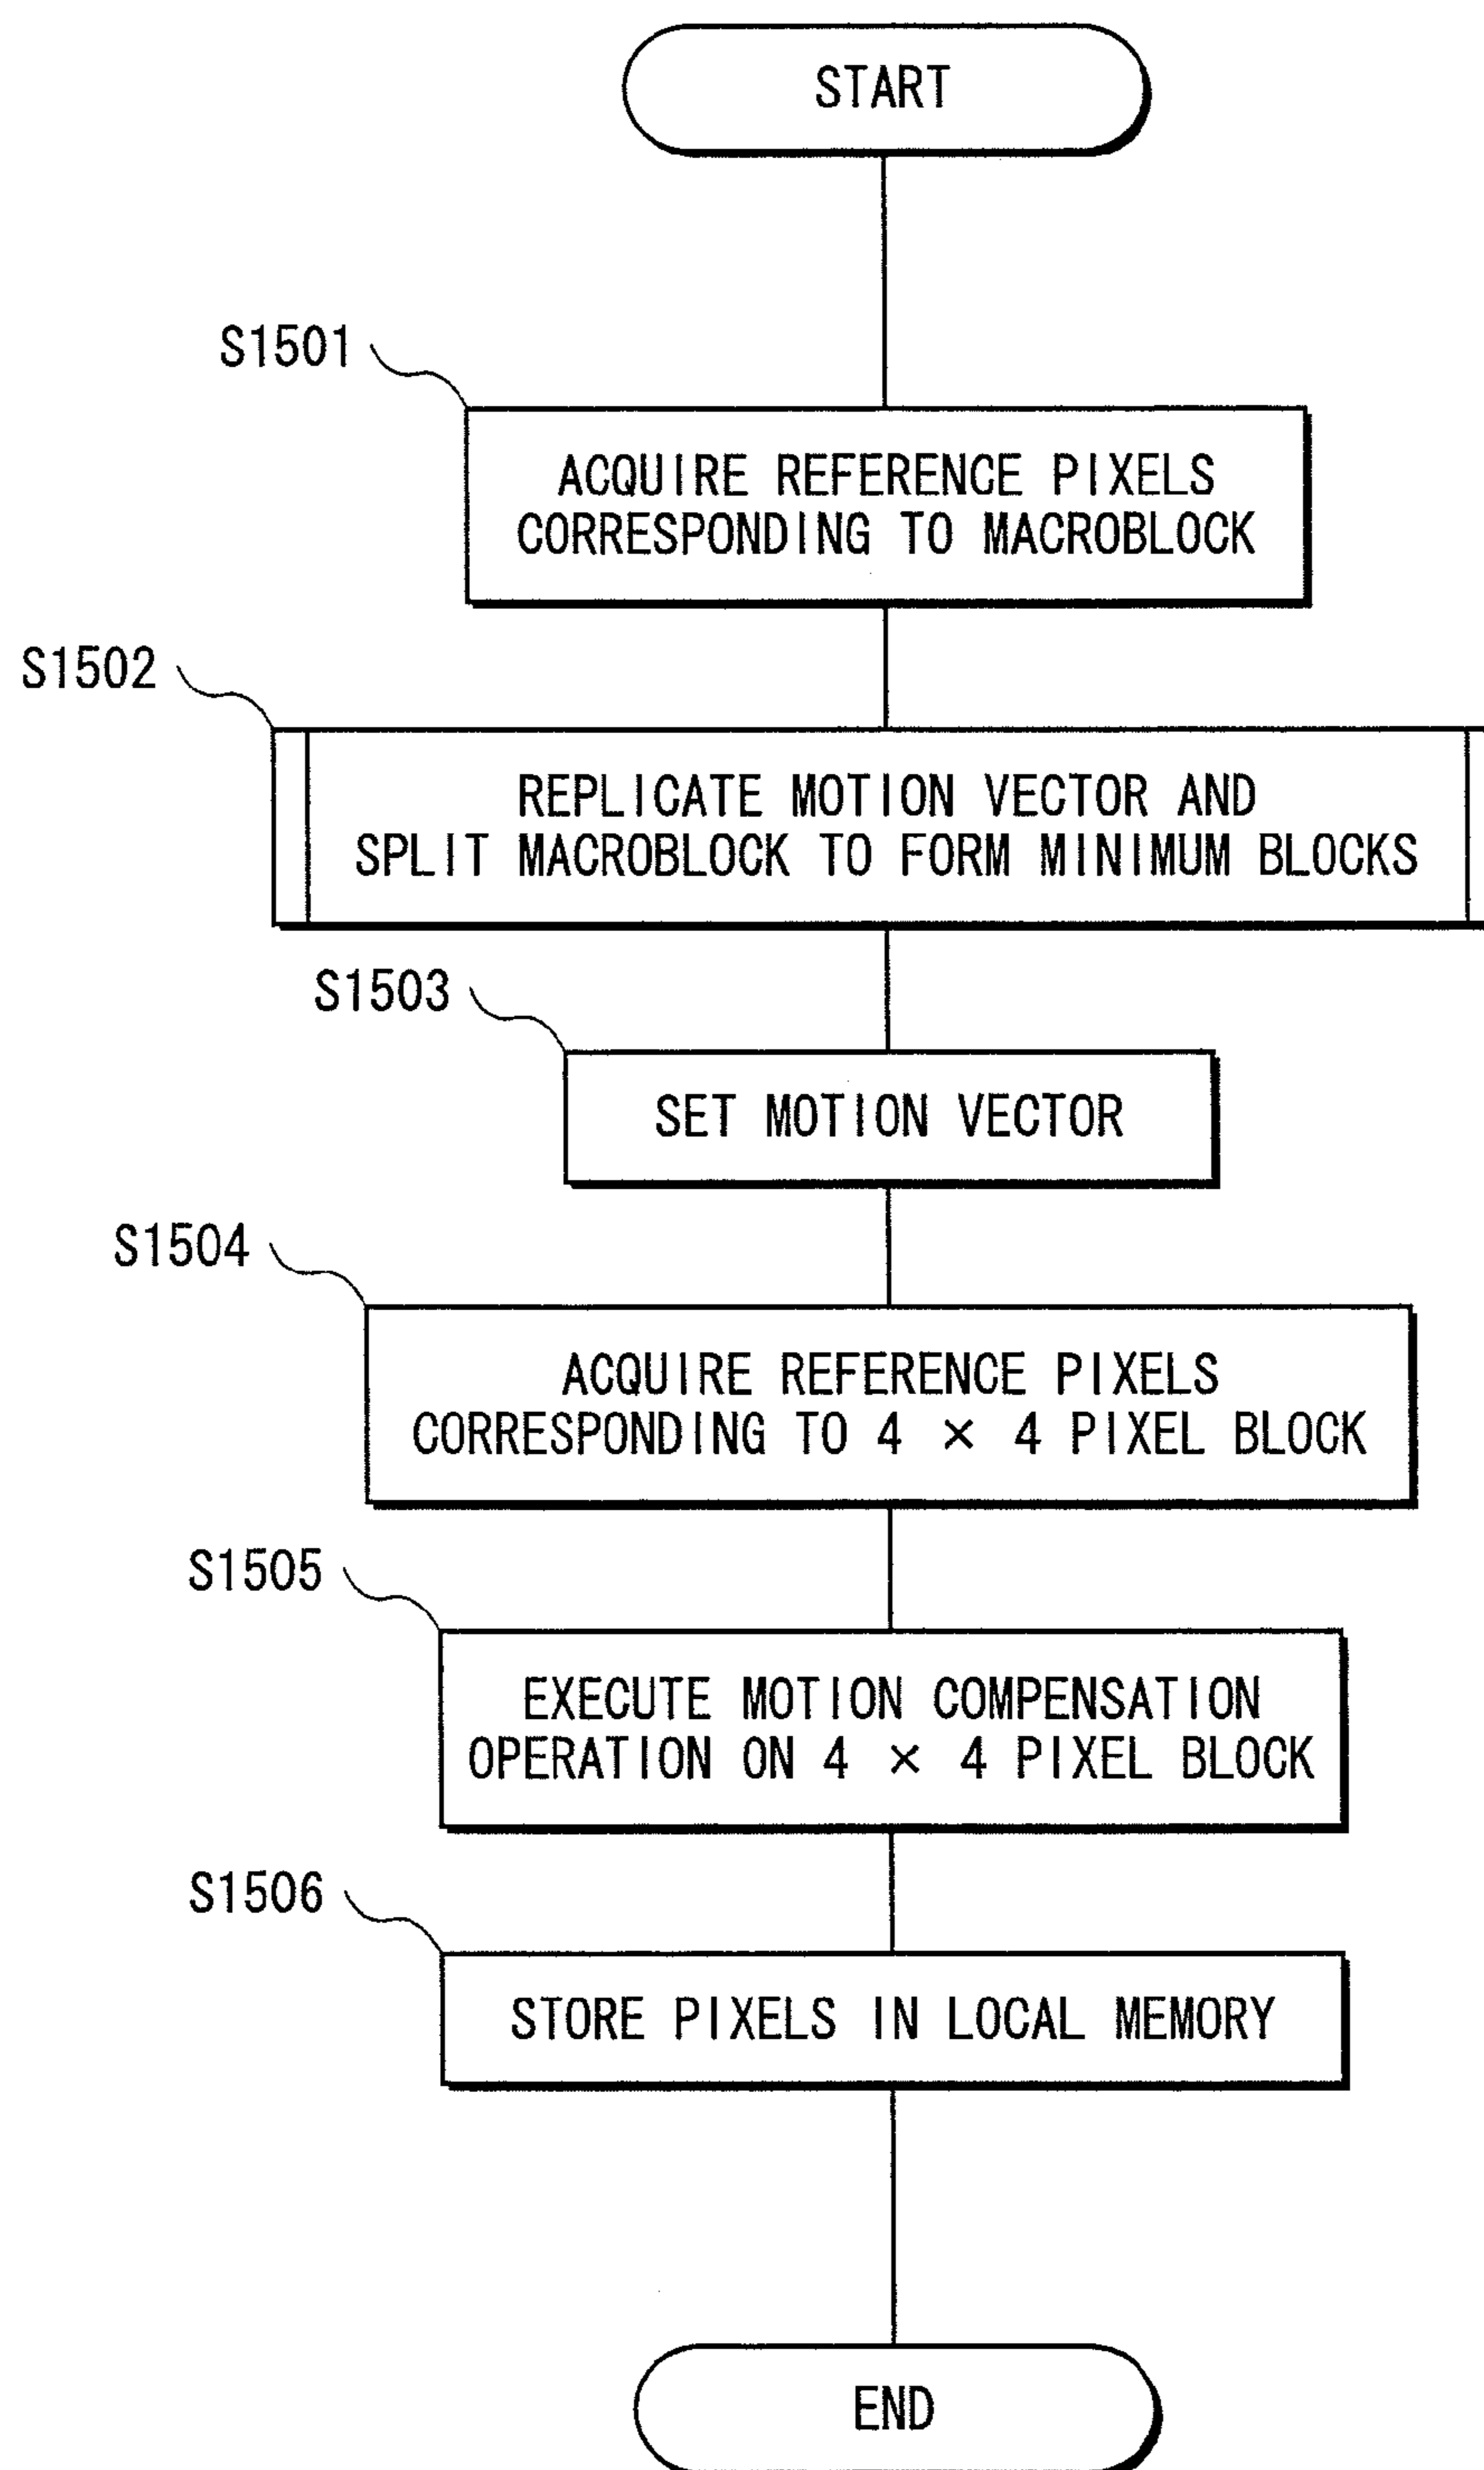 START
S1501
ACQUIRE REFERENCE PIXELS
CORRESPONDING TO MACROBLOCK
S1502
REPLICATE MOTION VECTOR AND
SPLIT MACROBLOCK TO FORM MINIMUM BLOCKS
S1503
SET MOTION VECTOR
S1504
ACQUIRE REFERENCE PIXELS
CORRESPONDING TO 4 × 4 PIXEL BLOCK
S1505
EXECUTE MOTION COMPENSATION
OPERATION ON 4 × 4 PIXEL BLOCK
S1506
STORE PIXELS IN LOCAL MEMORY
END